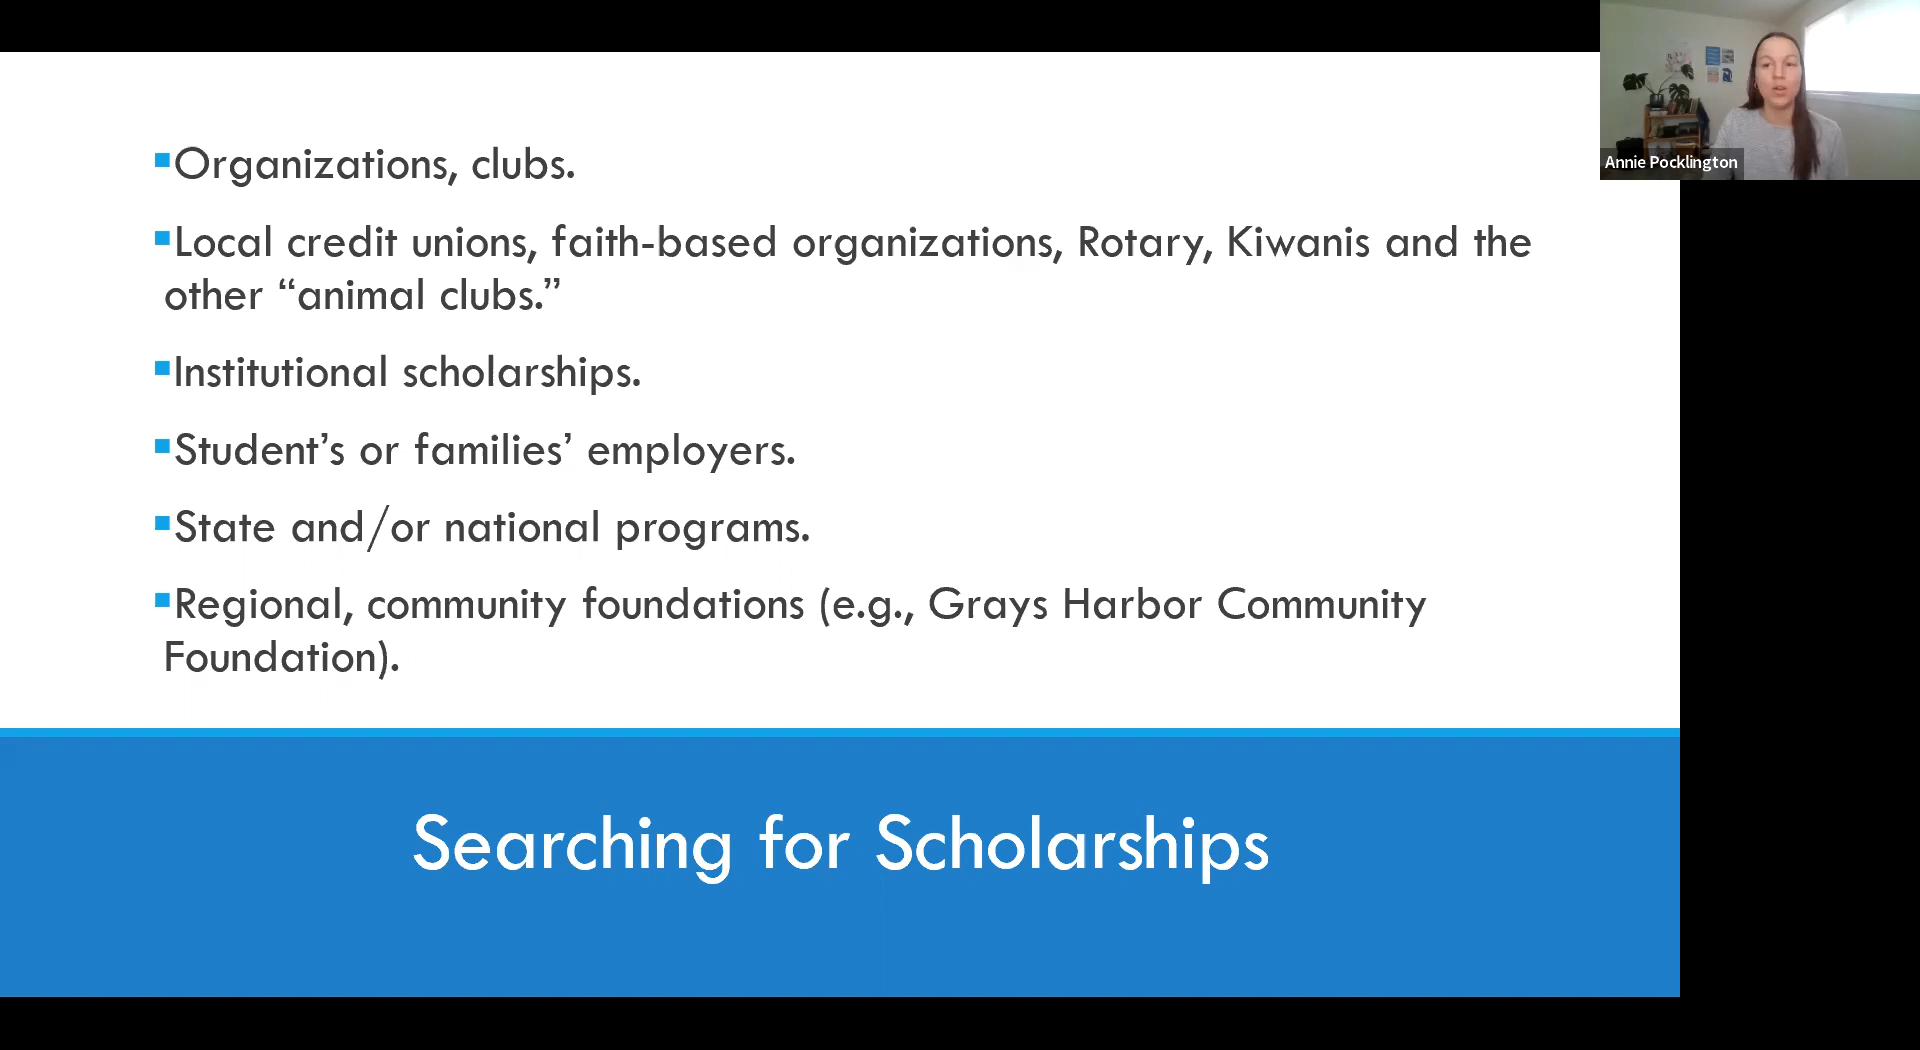 Organizations, clubs.
Local credit unions, faith-based organizations, Rotary, Kiwanis and the
other “animal clubs.”
Institutional scholarships.
Student’s or families’ employers.
State and/or national programs.
Regional, community foundations (e.g., Grays Harbor Community
Foundation).
Searching for Scholarships
Annie Pocklington